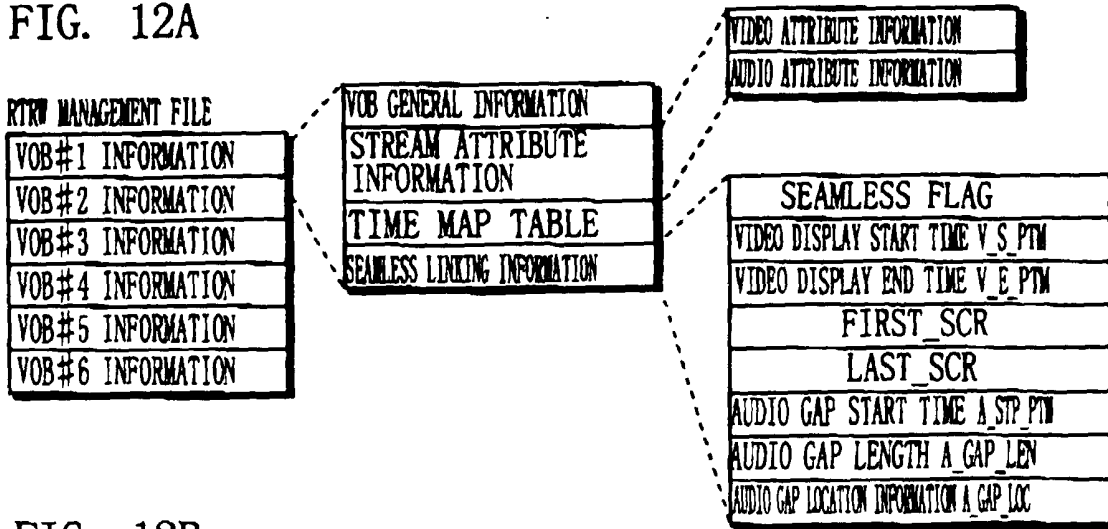 FIG. 12A
RTRW MANAGEMENT FILE
VOB#1 INFORMATION
VOB#2 INFORMATION
VOB#3 INFORMATION
VOB#4 INFORMATION
VOB#5 INFORMATION
VOB#6 INFORMATION
VOB GENERAL INFORMATION
STREAM ATTRIBUTE
INFORMATION
TIME MAP TABLE
SEAMLESS LINKING INFORMATION
VIDEO ATTRIBUTE INFORMATION
AUDIO ATTRIBUTE INFORMATION
SEAMLESS FLAG
VIDEO DISPLAY START TIME V_S_PTM
VIDEO DISPLAY END TIME V_E_PTM
FIRST_SCR
LAST_SCR
AUDIO GAP START TIME A_STP_PTM
AUDIO GAP LENGTH A_GAP_LEN
AUDIO GAP LOCATION INFORMATION A_GAP_LOC